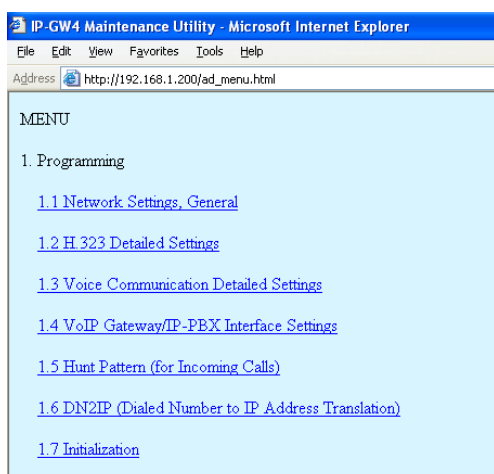 IP-GW4 Maintenance Utility - Microsoft Internet Explorer
File Edit View Favorites Tools Help
Address http://192.168.1.200/ad_menu.html
MENU
1. Programming
1.1 Network Settings, General
1.2 H.323 Detailed Settings
1.3 Voice Communication Detailed Settings
1.4 VoIP Gateway/IP-PBX Interface Settings
1.5 Hunt Pattern (for Incoming Calls)
1.6 DN2IP (Dialed Number to IP Address Translation)
1.7 Initialization